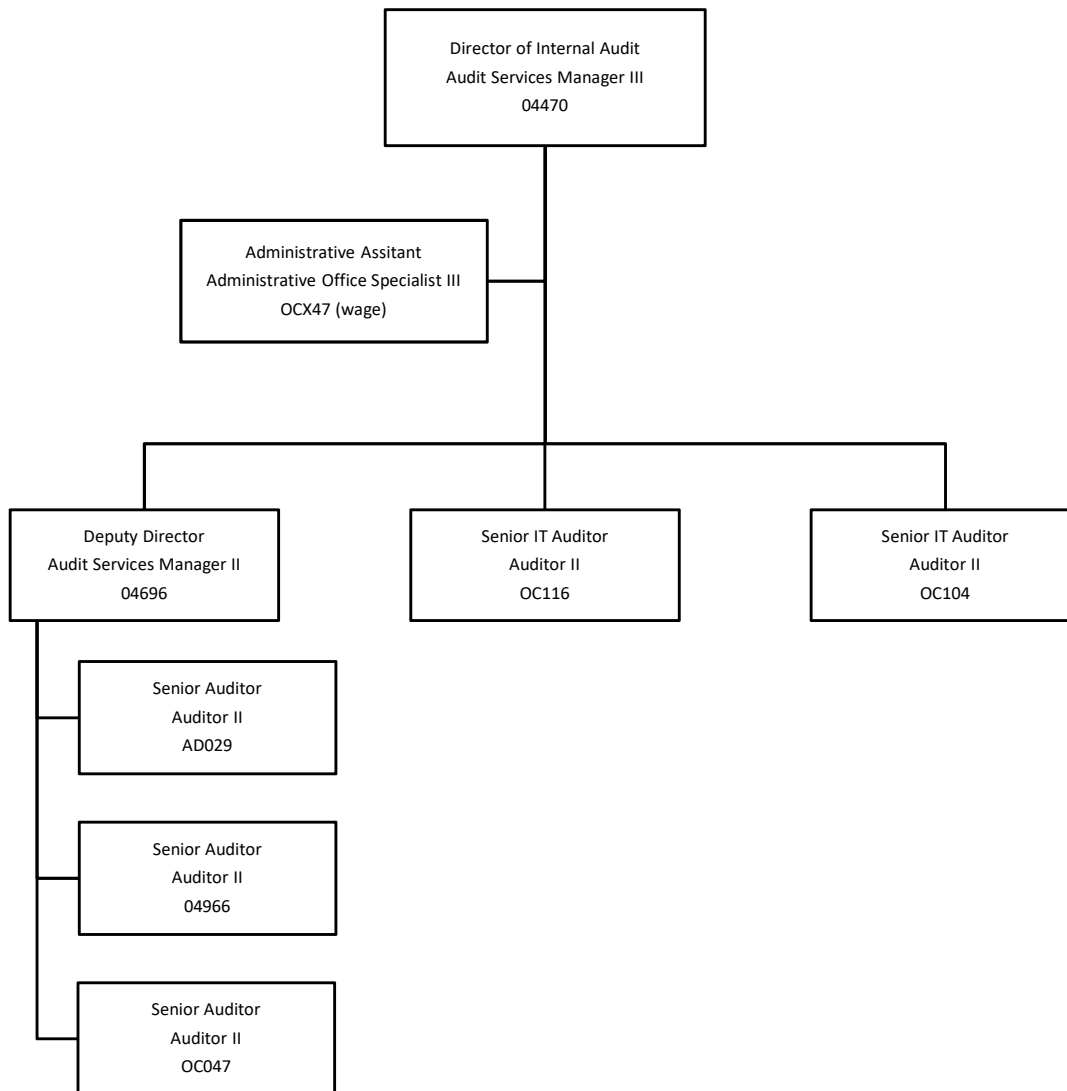 Director of Internal Audit
Audit Services Manager III
04470
Administrative Assitant
Administrative Office Specialist III
OCX47 (wage)
Deputy Director
Audit Services Manager II
04696
Senior IT Auditor
Auditor II
OC116
Senior IT Auditor
Auditor II
OC104
Senior Auditor
Auditor II
AD029
Senior Auditor
Auditor II
04966
Senior Auditor
Auditor II
OC047